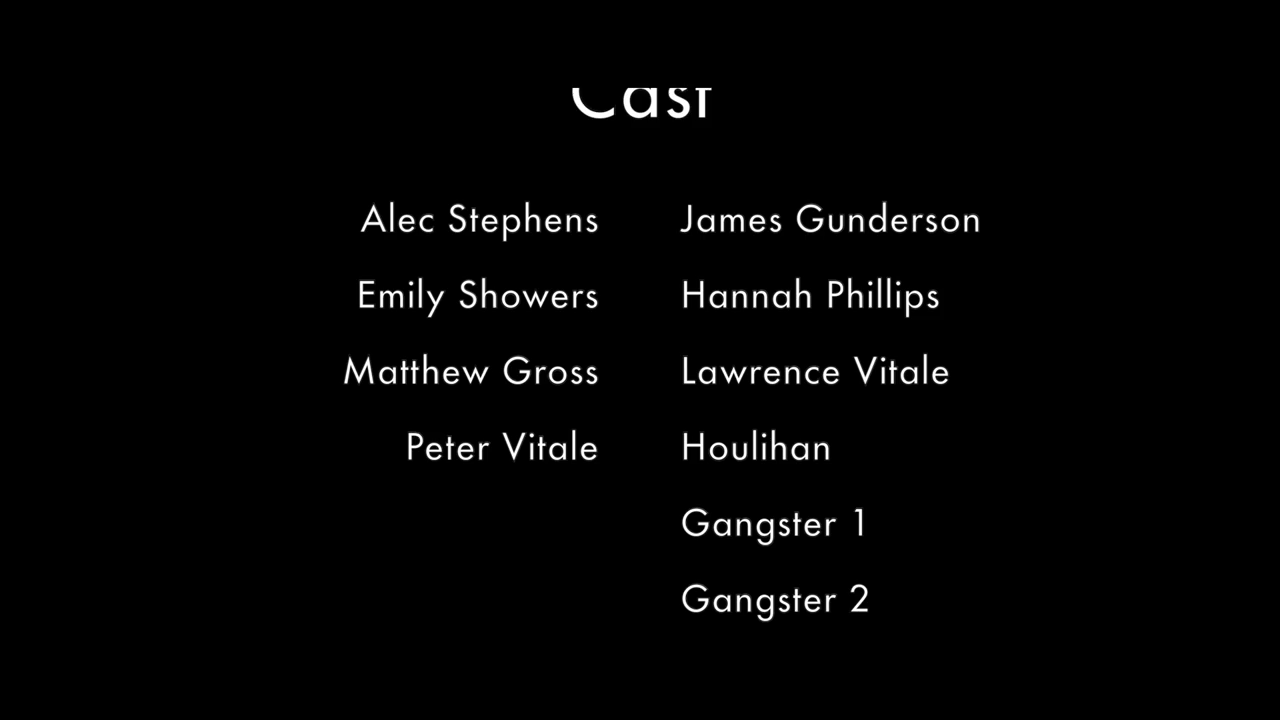 Cast
Alec Stephens James Gunderson
Emily Showers Hannah Phillips
Matthew Gross Lawrence Vitale
Peter Vitale Houlihan
Gangster 1
Gangster 2